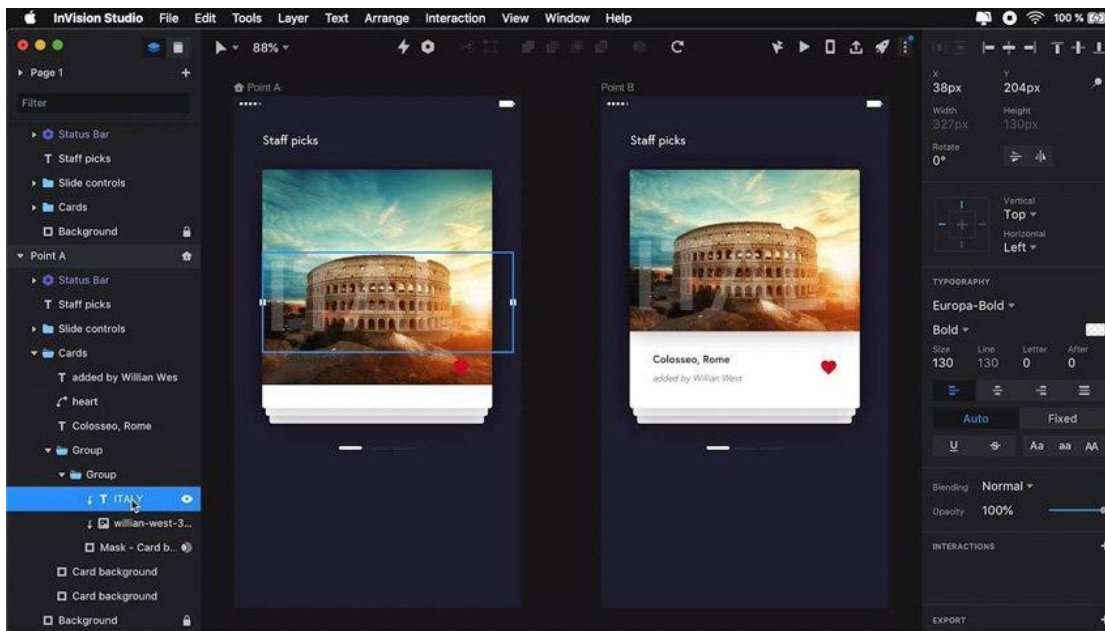 InVision Studio File Edit Tools Layer Text Arrange Interaction View Window Help 100 %
88%
Page 1
Filter
Status Bar
Staff picks
Slide controls
Cards
Background
Point A
Status Bar
Staff picks
Slide controls
Cards
added by Willian Wes
heart
Colosseo, Rome
Group
Group
ITALY
willian-west-3...
Mask - Card b...
Card background
Card background
Background
Point A
Staff picks
ITALY
Point B
Staff picks
ITALY
Colosseo, Rome
added by Willian West
X Y
38px 204px
Width Height
327px 130px
Rotate
0°
Vertical
Top
Horizontal
Left
TYPOGRAPHY
Europa-Bold
Bold
Size Line Letter After
130 130 0 0
Auto Fixed
U S Aa aa AA
Blending Normal
Opacity 100%
INTERACTIONS
EXPORT